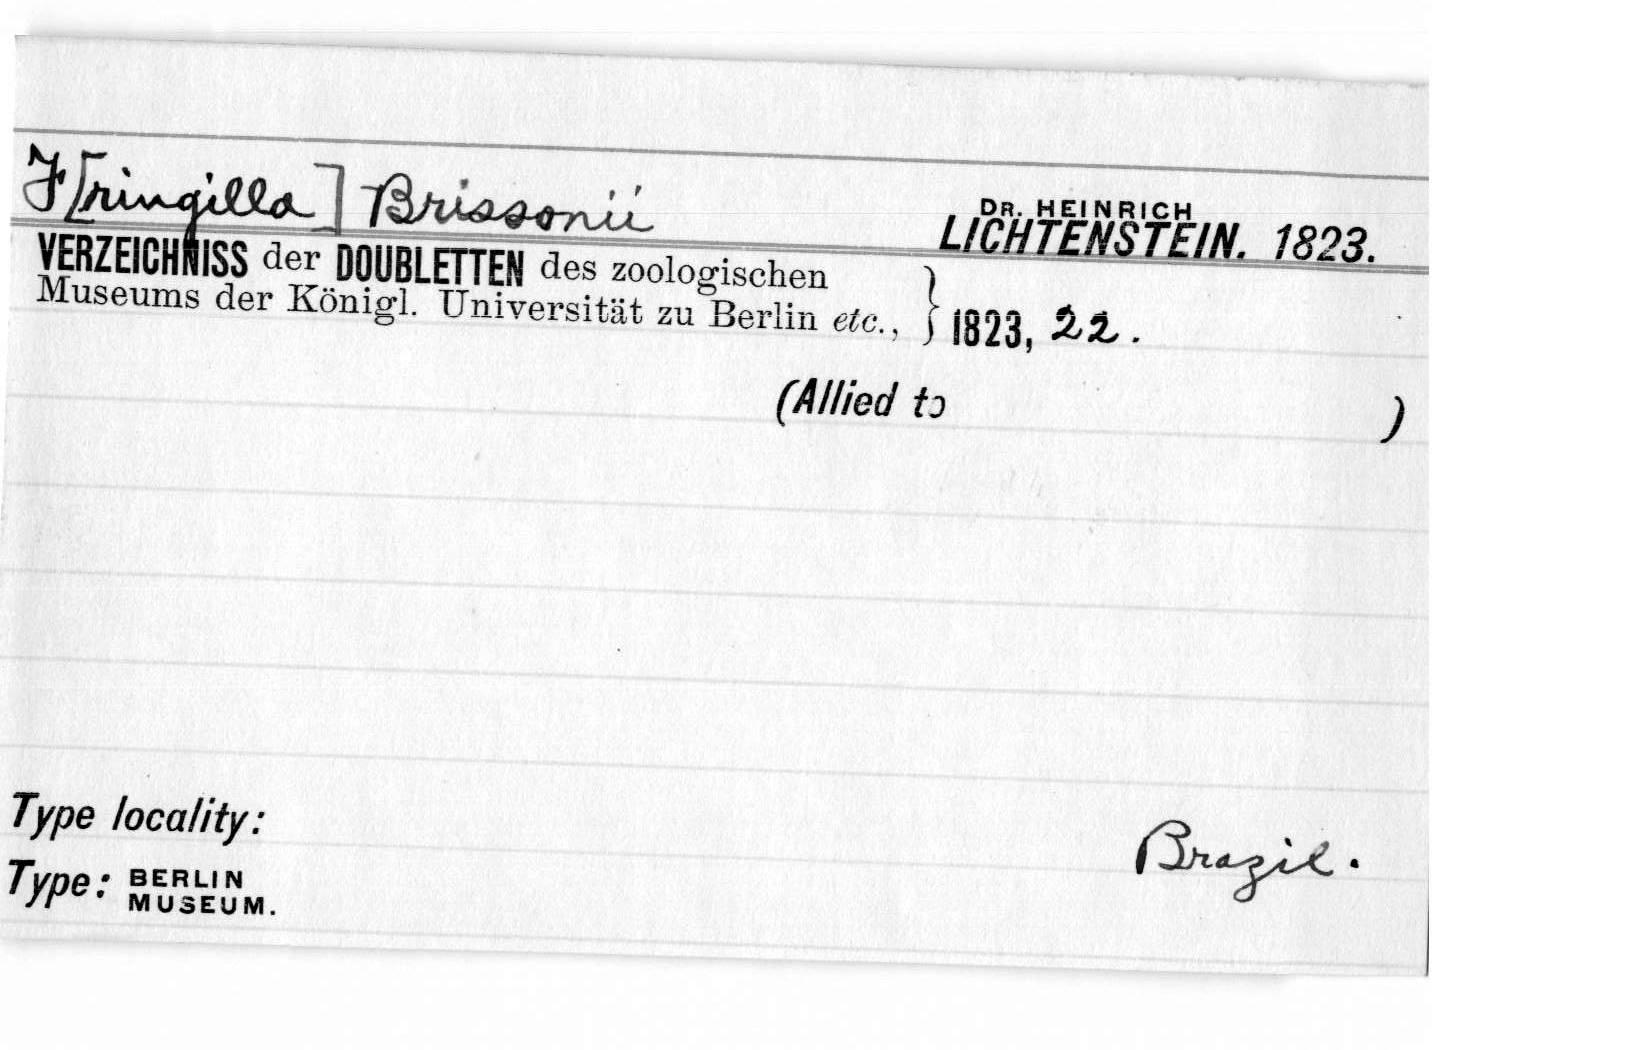 F[ringilla] Brissonii
DR. HEINRICH
LICHTENSTEIN. 1823.
VERZEICHNISS der DOUBLETTEN des zoologischen
Museums der Königl. Universität zu Berlin etc., } 1823, 22.
(Allied to )
Type locality:
Brazil.
Type: BERLIN
MUSEUM.